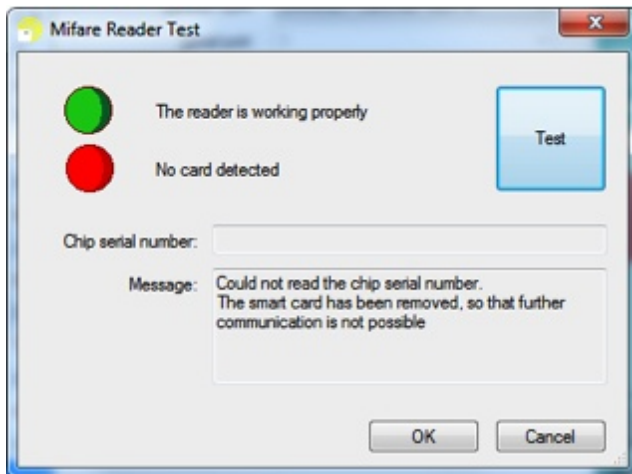 Mifare Reader Test
The reader is working properly
Test
No card detected
Chip serial number:
Message:
Could not read the chip serial number.
The smart card has been removed, so that further
communication is not possible
OK
Cancel